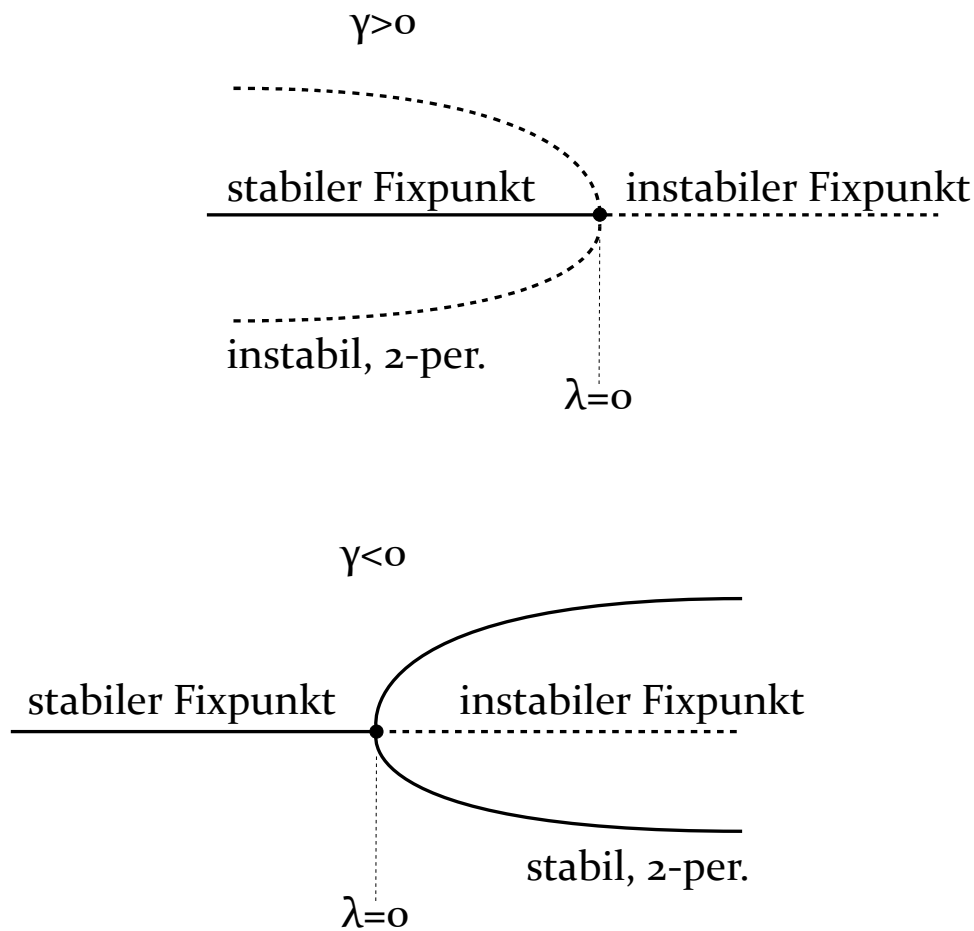 γ>0
stabiler Fixpunkt
instabiler Fixpunkt
instabil, 2-per.
λ=0
γ<0
stabiler Fixpunkt
instabiler Fixpunkt
stabil, 2-per.
λ=0